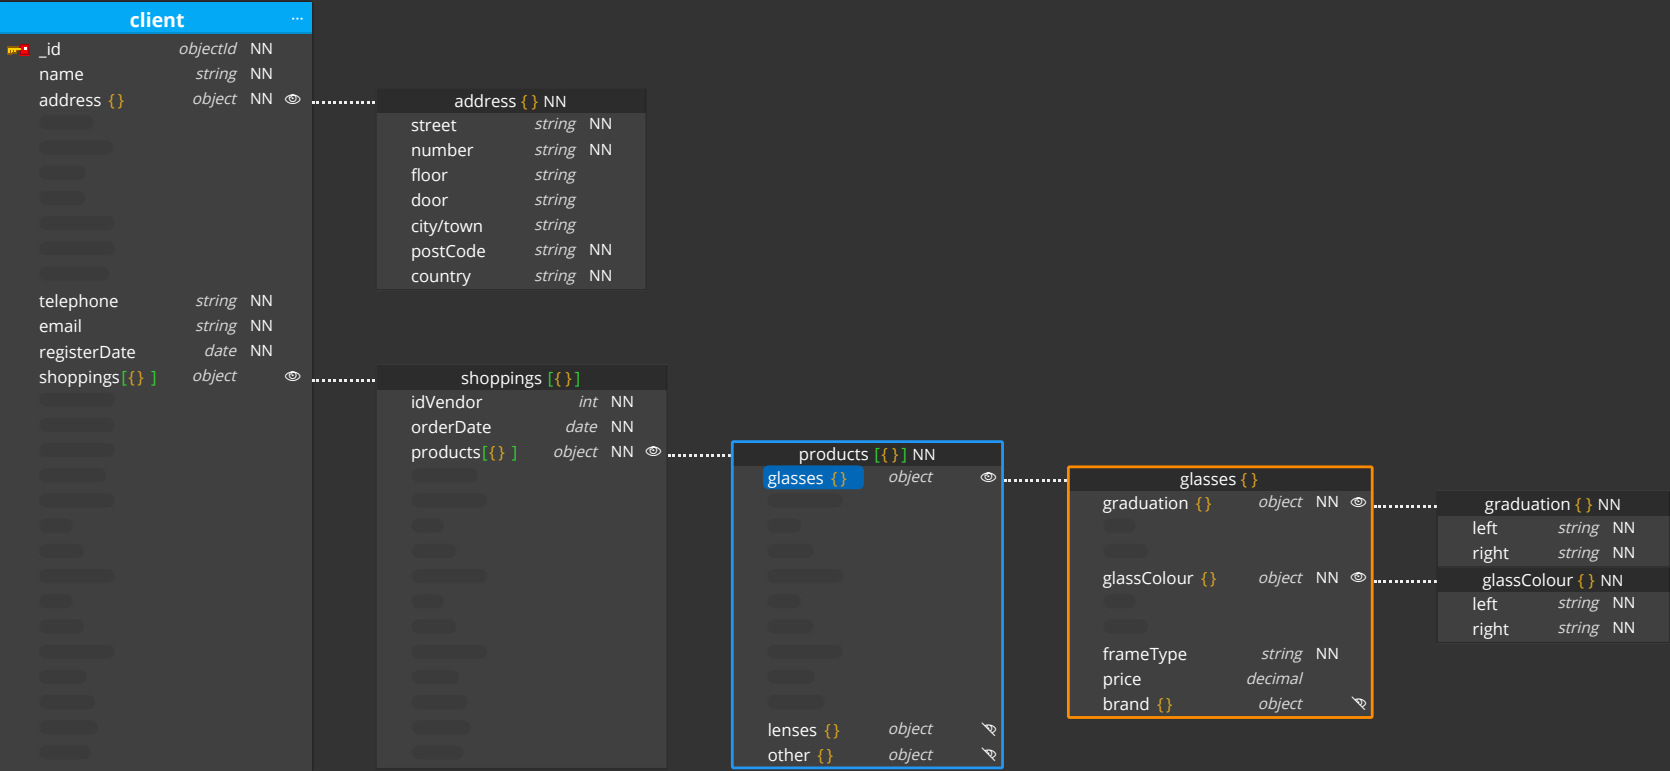 client ...
_id objectId NN
name string NN
address {} object NN
telephone string NN
email string NN
registerDate date NN
shoppings[{} ] object
address {} NN
street string NN
number string NN
floor string
door string
city/town string
postCode string NN
country string NN
shoppings [{}]
idVendor int NN
orderDate date NN
products[{} ] object NN
products [{}] NN
glasses {} object
lenses {} object
other {} object
glasses {}
graduation {} object NN
glassColour {} object NN
frameType string NN
price decimal
brand {} object
graduation {} NN
left string NN
right string NN
glassColour {} NN
left string NN
right string NN